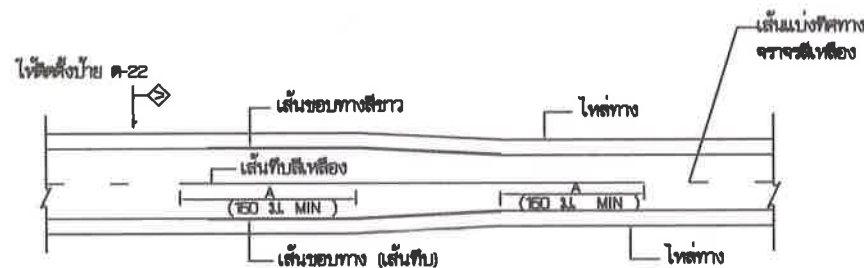 เส้นแบ่งทิศทาง
จราจรสีเหลือง
ให้ติดตั้งป้าย ต-22
เส้นขอบทางสีขาว
ไหล่ทาง
เส้นทึบสีเหลือง
A
(150 ม. MIN )
A
(150 ม. MIN )
เส้นขอบทาง (เส้นทึบ)
ไหล่ทาง